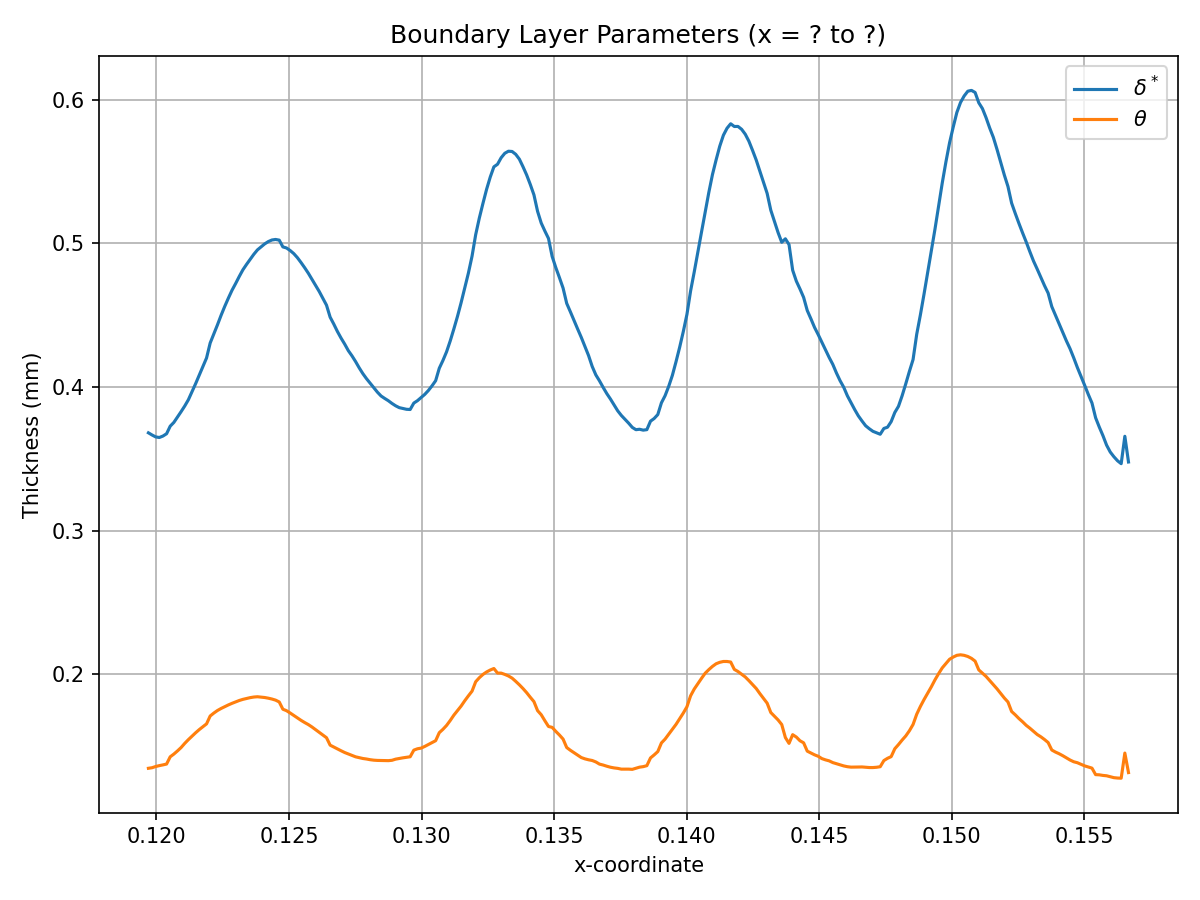 Boundary Layer Parameters (x = ? to ?)
δ*
θ
Thickness (mm)
0.6
0.5
0.4
0.3
0.2
0.120 0.125 0.130 0.135 0.140 0.145 0.150 0.155
x-coordinate